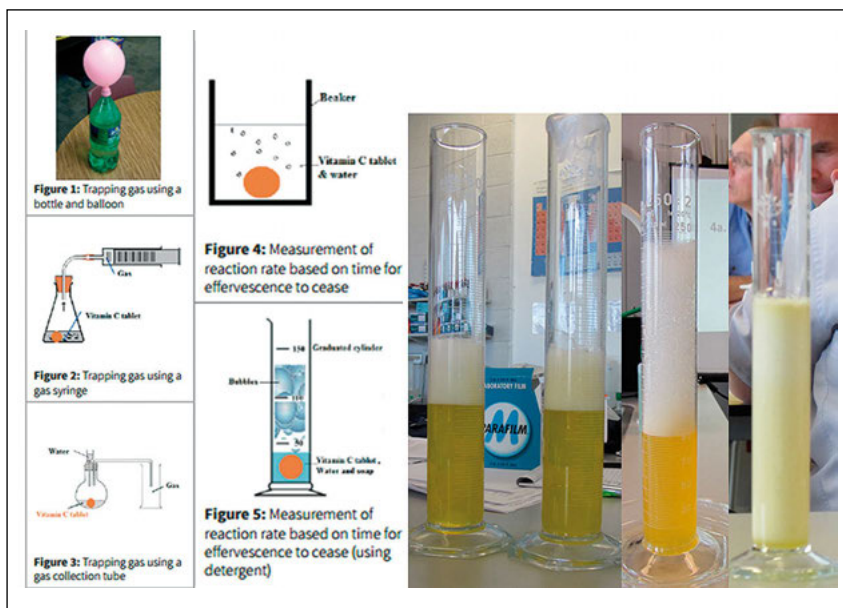 Figure 1: Trapping gas using a
bottle and balloon
Gas
Vitamin C tablet
Figure 2: Trapping gas using a
gas syringe
Water
Gas
Vitamin C tablet
Figure 3: Trapping gas using a
gas collection tube
Beaker
Vitamin C tablet
& water
Figure 4: Measurement of
reaction rate based on time for
effervescence to cease
150
Graduated cylinder
Bubbles
Vitamin C tablet,
Water and soap
Figure 5: Measurement of
reaction rate based on time for
effervescence to cease (using
detergent)
LABORATORY FILM
PARAFILM
M
250
4a.